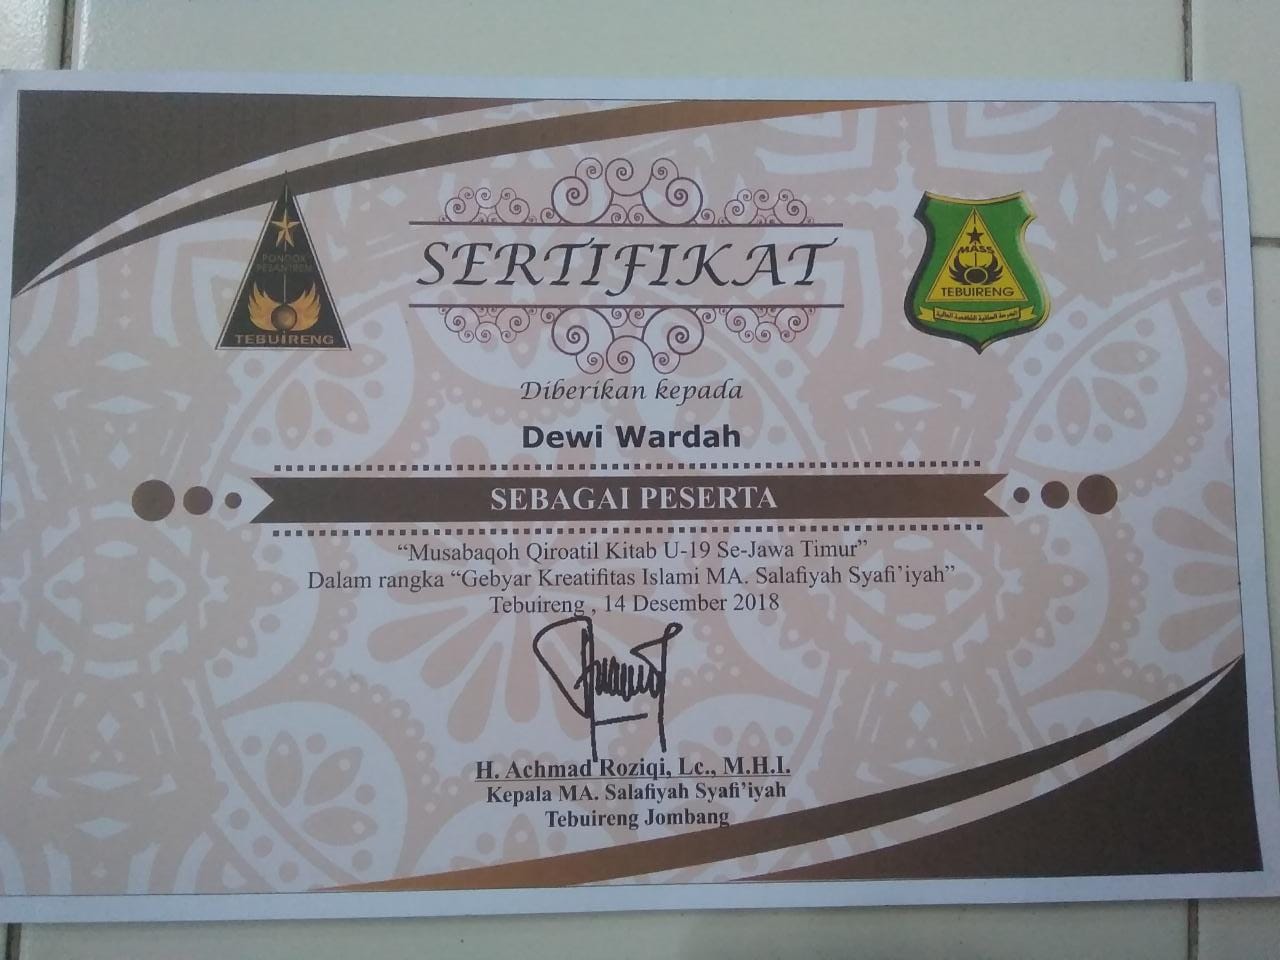 SERTIFIKAT
PONDOK
PESANTREN
TEBUIRENG
MASS
TEBUIRENG
Diberikan kepada
Dewi Wardah
SEBAGAI PESERTA
“Musabaqoh Qiroatil Kitab U-19 Se-Jawa Timur”
Dalam rangka “Gebyar Kreatifitas Islami MA. Salafiyah Syafi’iyah”
Tebuireng , 14 Desember 2018
H. Achmad Roziqi, Lc., M.H.I.
Kepala MA. Salafiyah Syafi’iyah
Tebuireng Jombang